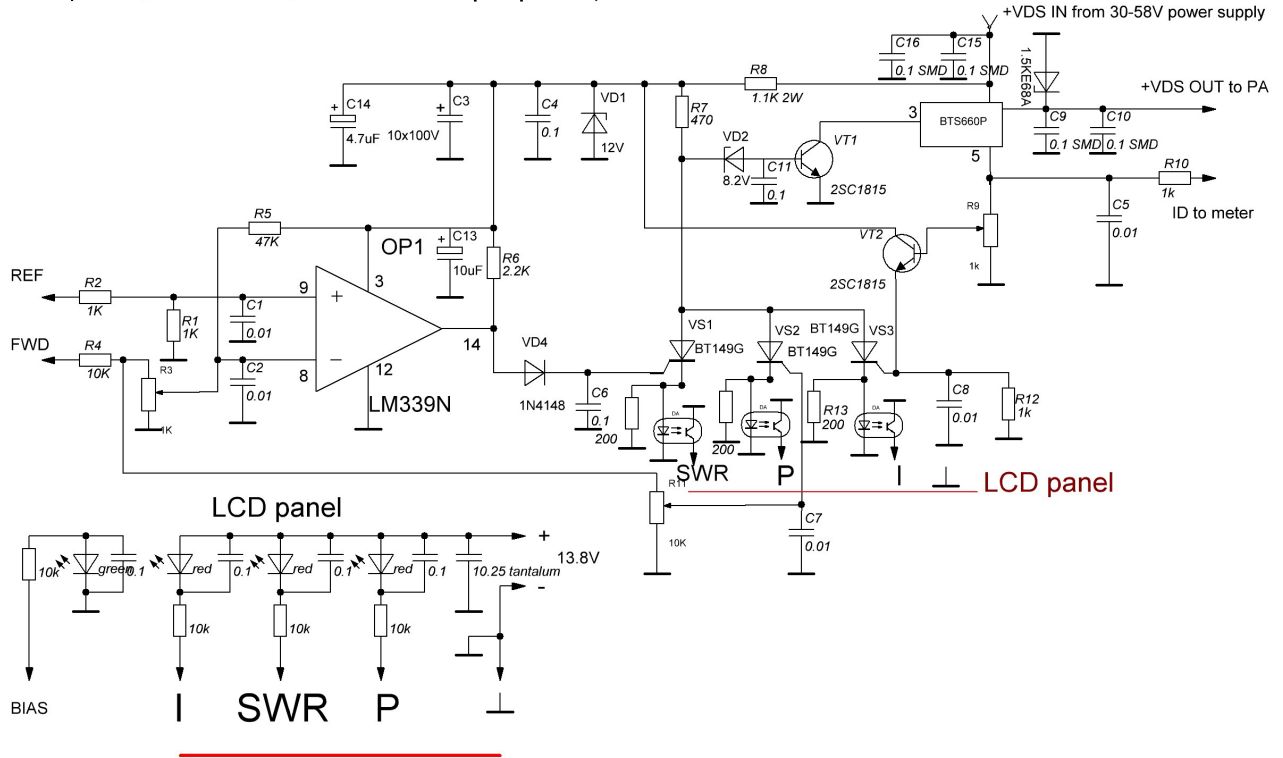 +VDS IN from 30-58V power supply
C16
C15
0.1 SMD
0.1 SMD
1.5KE68A
R8
1.1K 2W
+VDS OUT to PA
C14
4.7uF
C3
10x100V
C4
0.1
VD1
12V
R7
470
3
BTS660P
5
C9
0.1 SMD
C10
0.1 SMD
VD2
8.2V
C11
0.1
VT1
2SC1815
R10
1k
ID to meter
R9
1k
C5
0.01
VT2
2SC1815
R5
47K
OP1
C13
10uF
R6
2.2K
REF
R2
1K
R1
1K
C1
0.01
9
+
3
FWD
R4
10K
R3
1K
C2
0.01
8
−
12
14
LM339N
VD4
1N4148
C6
0.1
VS1
BT149G
VS2
BT149G
BT149G
VS3
200
DA
200
DA
R13
200
DA
C8
0.01
R12
1k
SWR
P
I
LCD panel
R11
10K
C7
0.01
LCD panel
10k
green
0.1
red
0.1
red
0.1
red
0.1
10.25 tantalum
+
13.8V
-
10k
10k
10k
BIAS
I
SWR
P